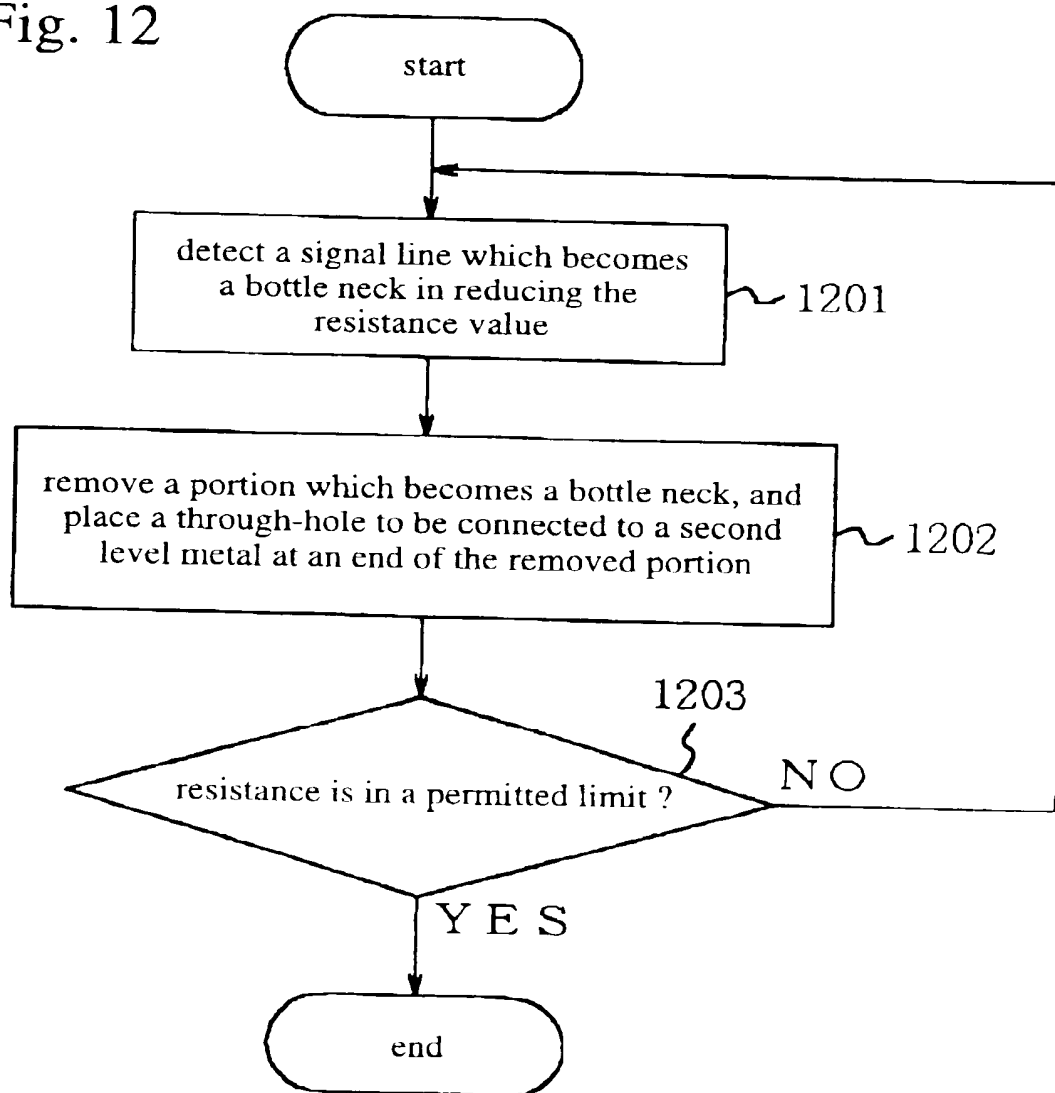 Fig. 12
start
detect a signal line which becomes
a bottle neck in reducing the
resistance value
1201
remove a portion which becomes a bottle neck, and
place a through-hole to be connected to a second
level metal at an end of the removed portion
1202
1203
resistance is in a permitted limit ?
NO
YES
end